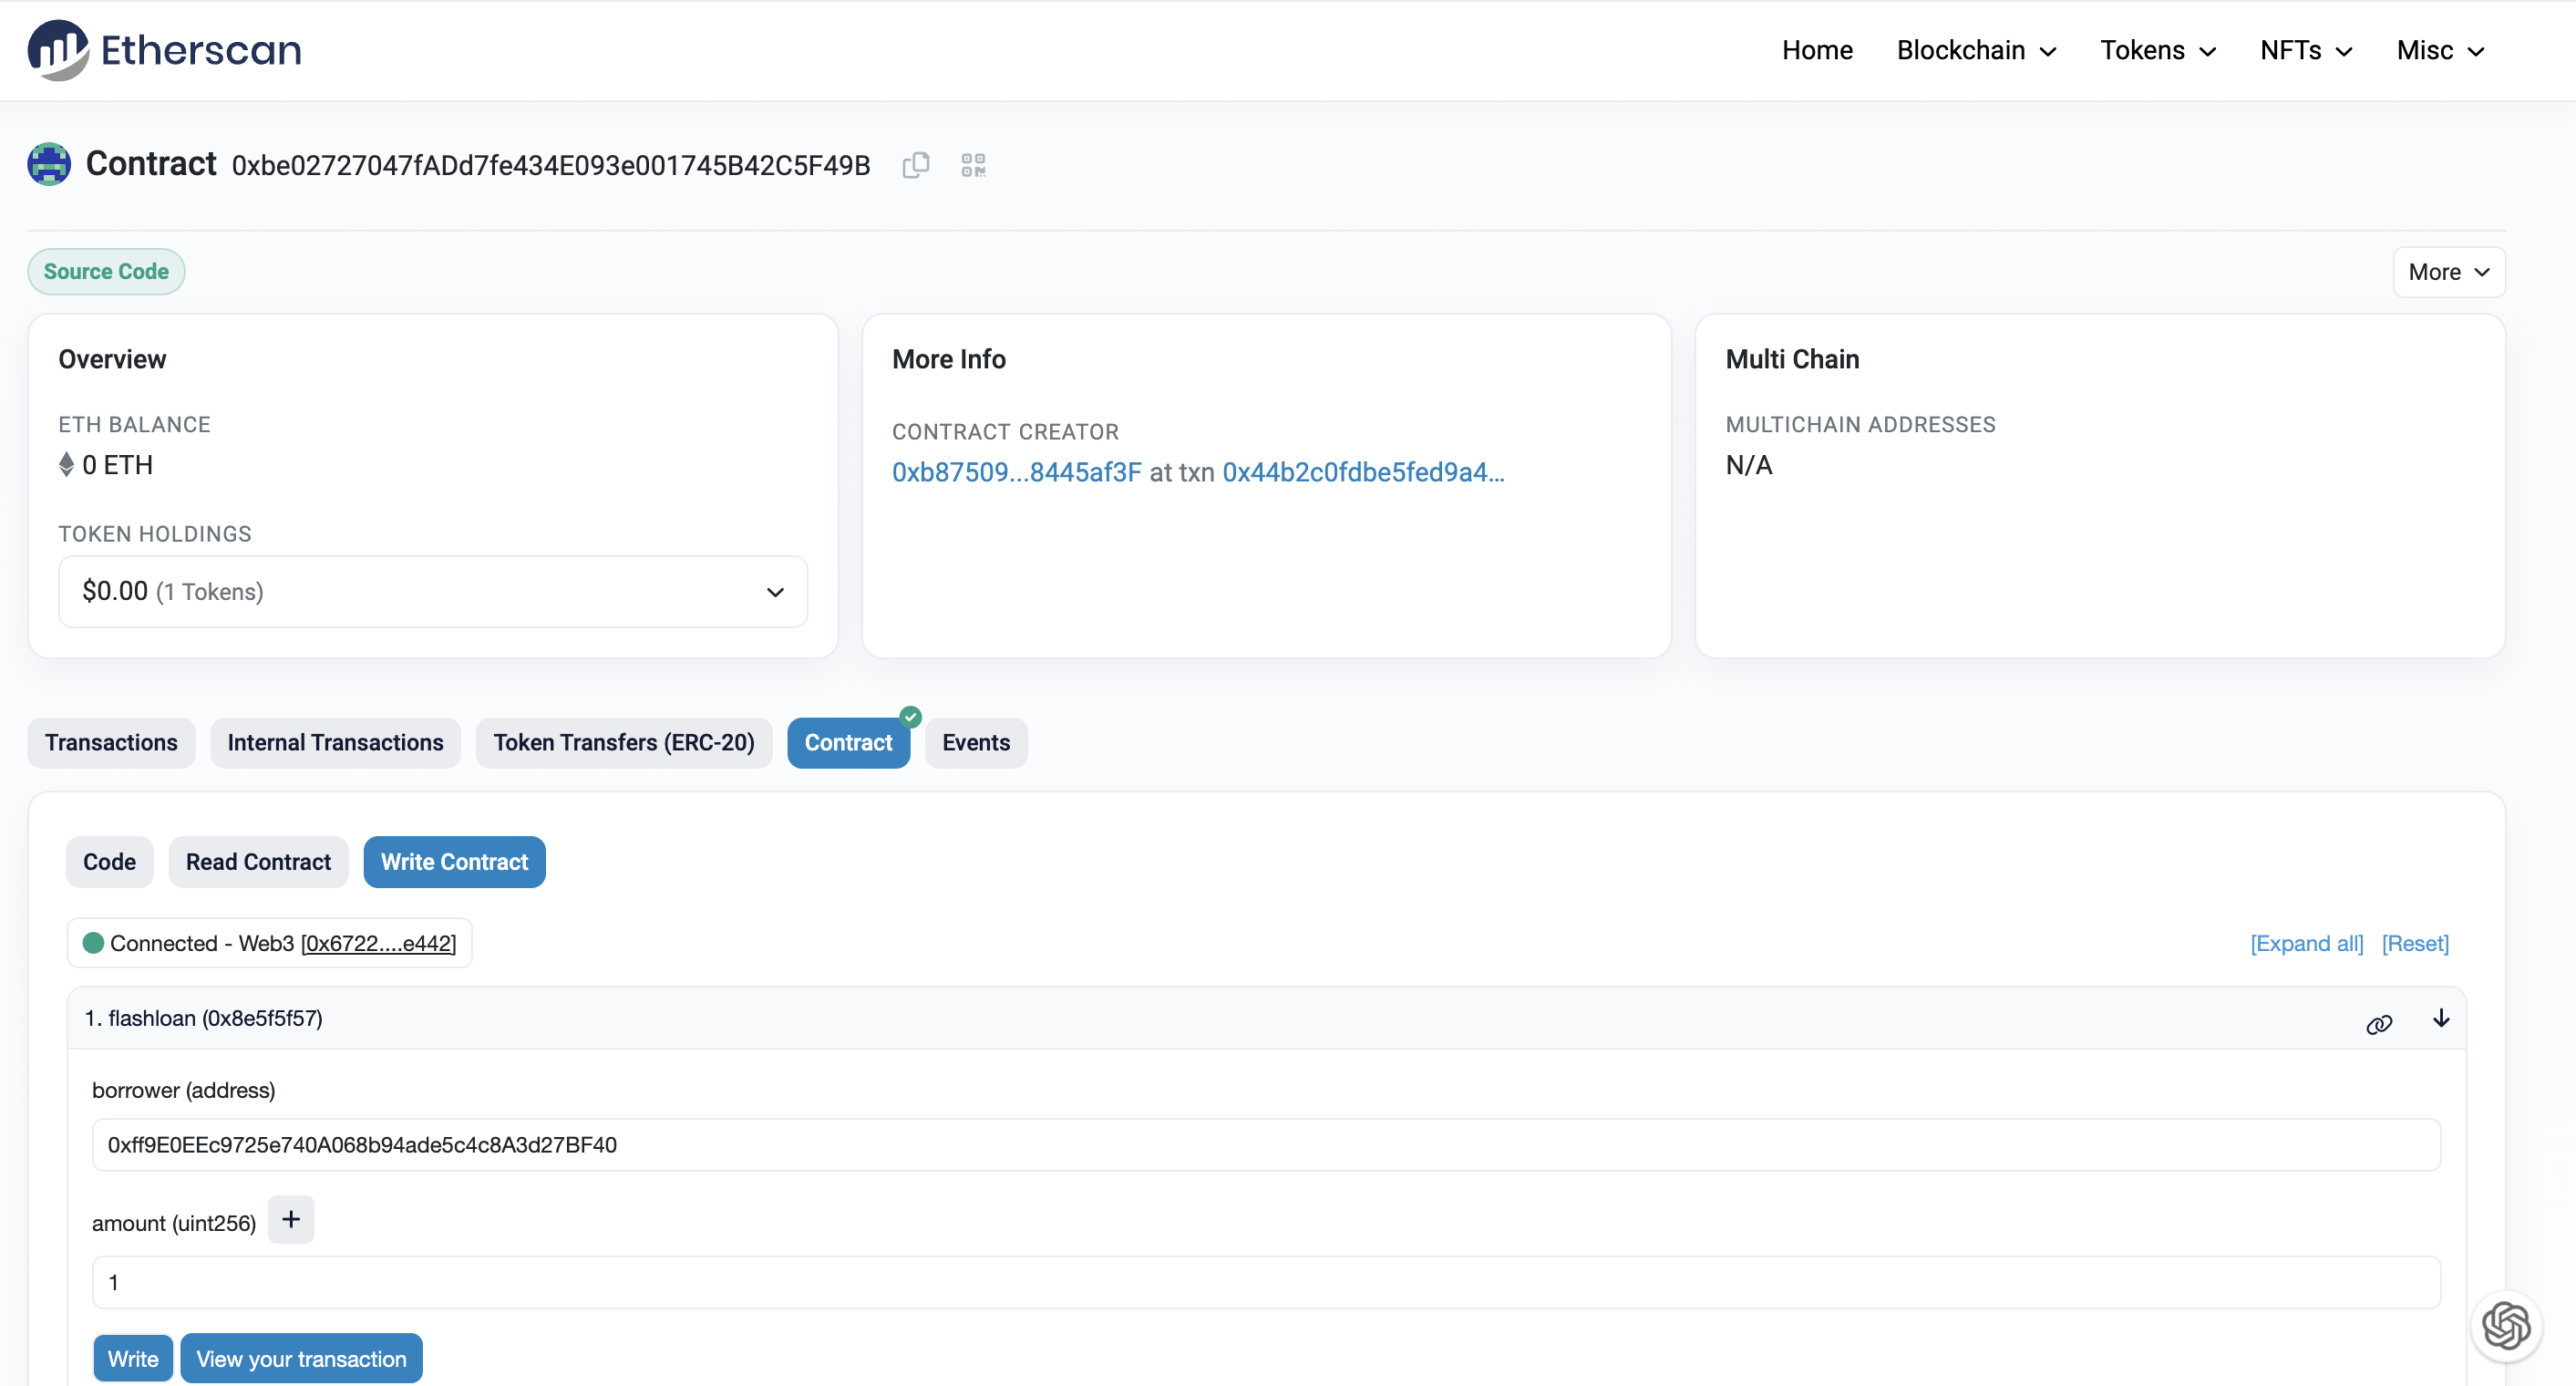 Etherscan
Home Blockchain Tokens NFTs Misc
Contract 0xbe02727047fADd7fe434E093e001745B42C5F49B
Source Code
More
Overview
ETH BALANCE
0 ETH
TOKEN HOLDINGS
$0.00 (1 Tokens)
More Info
CONTRACT CREATOR
0xb87509...8445af3F at txn 0x44b2c0fdbe5fed9a4...
Multi Chain
MULTICHAIN ADDRESSES
N/A
Transactions Internal Transactions Token Transfers (ERC-20) Contract Events
Code Read Contract Write Contract
Connected - Web3 [0x6722....e442]
[Expand all] [Reset]
1. flashloan (0x8e5f5f57)
borrower (address)
0xff9E0EEc9725e740A068b94ade5c4c8A3d27BF40
amount (uint256) +
1
Write View your transaction